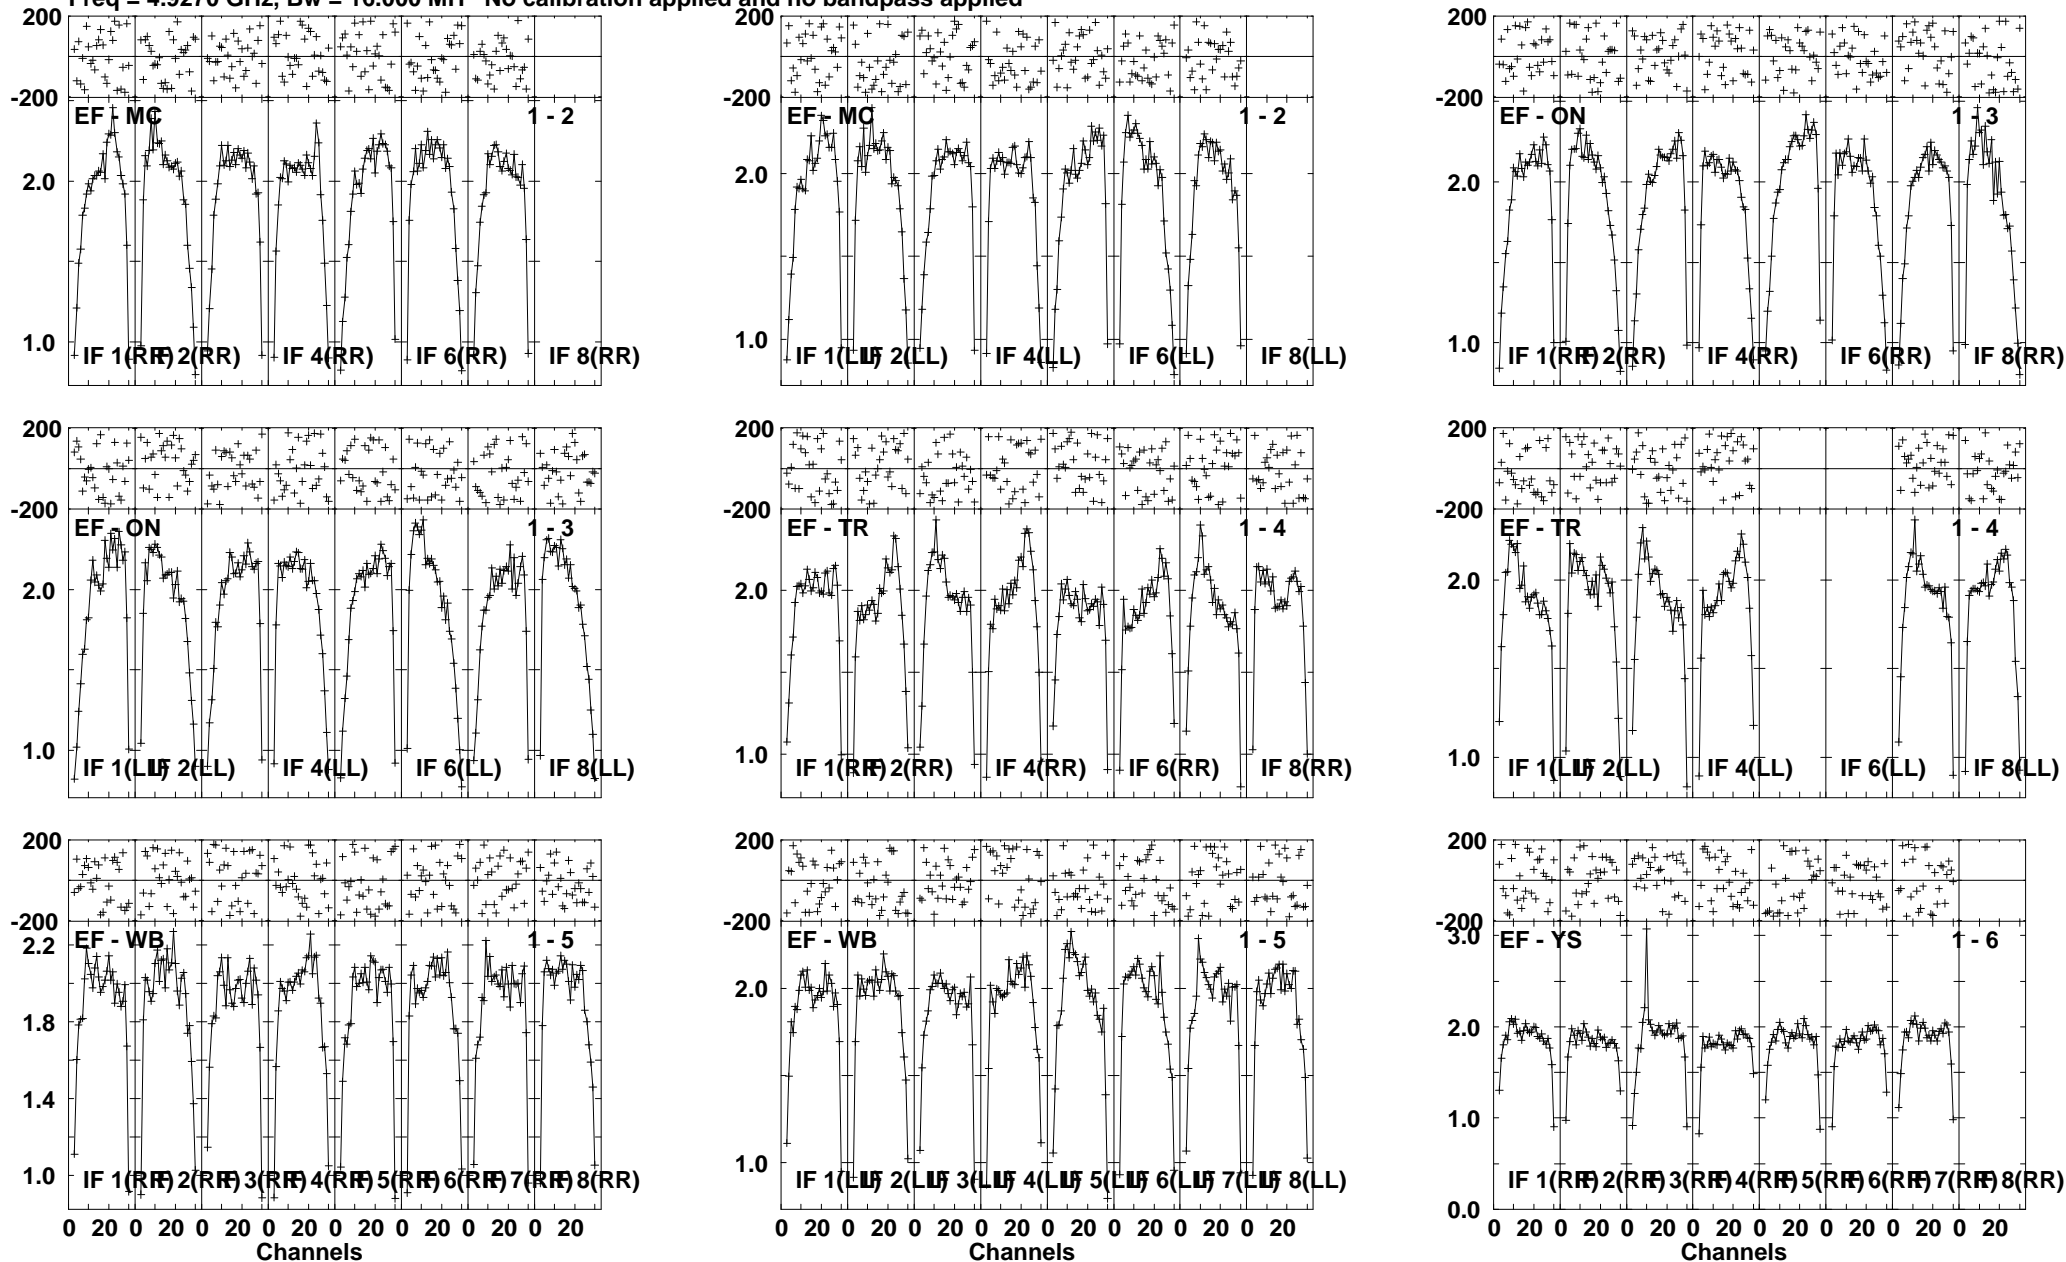 Freq = 4.9270 GHz, Bw = 16.000 MH No calibration applied and no bandpass applied
200
-200
EF - MC 1 - 2
2.0
1.0
IF 1(RR) IF 2(RR) IF 4(RR) IF 6(RR) IF 8(RR)
200
-200
EF - MC 1 - 2
2.0
1.0
IF 1(LL) IF 2(LL) IF 4(LL) IF 6(LL) IF 8(LL)
200
-200
EF - ON 1 - 3
2.0
1.0
IF 1(RR) IF 2(RR) IF 4(RR) IF 6(RR) IF 8(RR)
200
-200
EF - ON 1 - 3
2.0
1.0
IF 1(LL) IF 2(LL) IF 4(LL) IF 6(LL) IF 8(LL)
200
-200
EF - TR 1 - 4
2.0
1.0
IF 1(RR) IF 2(RR) IF 4(RR) IF 6(RR) IF 8(RR)
200
-200
EF - TR 1 - 4
2.0
1.0
IF 1(LL) IF 2(LL) IF 4(LL) IF 6(LL) IF 8(LL)
200
-200
EF - WB 1 - 5
2.2
1.8
1.4
1.0
IF 1(RR) IF 2(RR) IF 3(RR) IF 4(RR) IF 5(RR) IF 6(RR) IF 7(RR) IF 8(RR)
0 20 0 20 0 20 0 20 0 20 0 20 0 20 0 20
Channels
200
-200
EF - WB 1 - 5
2.0
1.0
IF 1(LL) IF 2(LL) IF 3(LL) IF 4(LL) IF 5(LL) IF 6(LL) IF 7(LL) IF 8(LL)
0 20 0 20 0 20 0 20 0 20 0 20 0 20 0 20
Channels
200
-200
3.0
EF - YS 1 - 6
2.0
1.0
0.0
IF 1(RR) IF 2(RR) IF 3(RR) IF 4(RR) IF 5(RR) IF 6(RR) IF 7(RR) IF 8(RR)
0 20 0 20 0 20 0 20 0 20 0 20 0 20 0 20
Channels